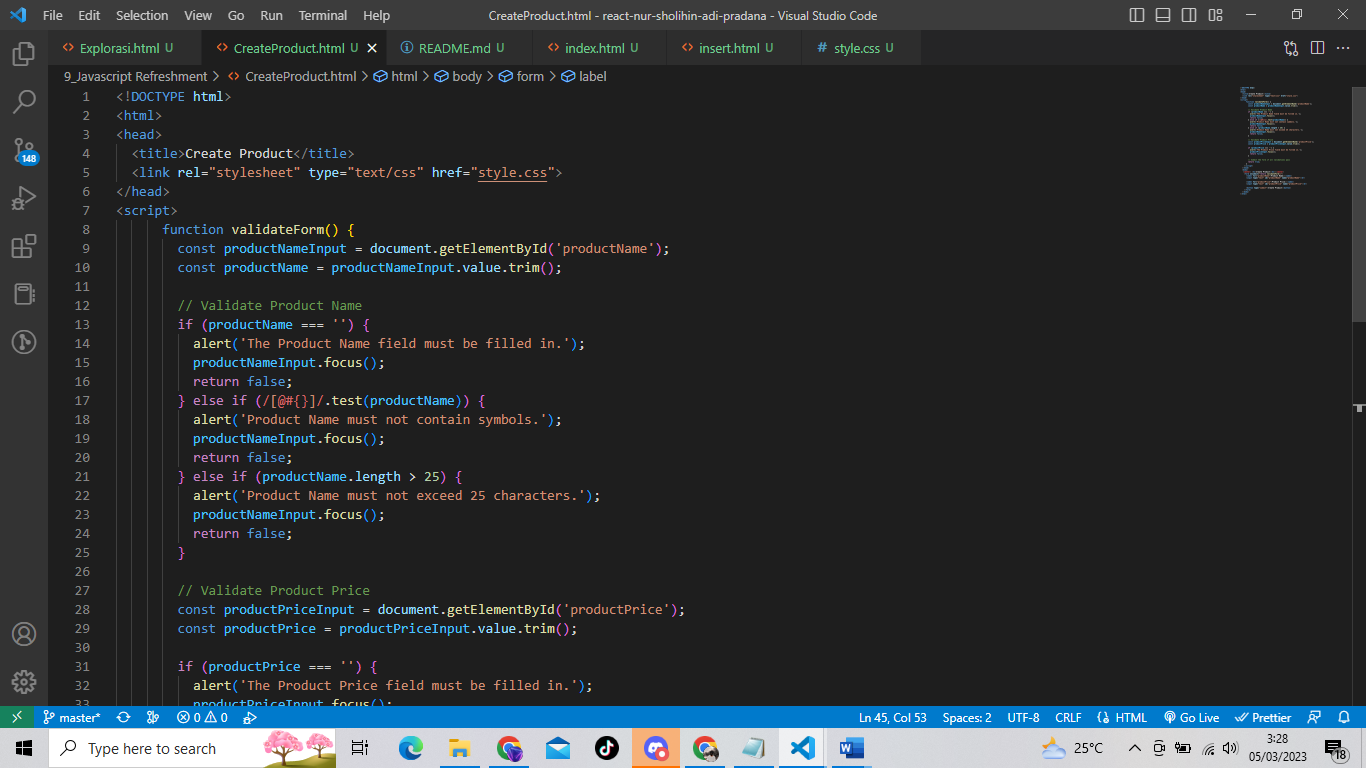 File Edit Selection View Go Run Terminal Help CreateProduct.html - react-nur-sholihin-adi-pradana - Visual Studio Code
<> Explorasi.html U <> CreateProduct.html U × README.md U <> index.html U <> insert.html U # style.css U ···
9_Javascript Refreshment > <> CreateProduct.html > html > body > form > label
1 <!DOCTYPE html>
2 <html>
3 <head>
4 <title>Create Product</title>
5 <link rel="stylesheet" type="text/css" href="style.css">
6 </head>
7 <script>
8 function validateForm() {
9 const productNameInput = document.getElementById('productName');
10 const productName = productNameInput.value.trim();
11
12 // Validate Product Name
13 if (productName === '') {
14 alert('The Product Name field must be filled in.');
15 productNameInput.focus();
16 return false;
17 } else if (/[@#{}]/.test(productName)) {
18 alert('Product Name must not contain symbols.');
19 productNameInput.focus();
20 return false;
21 } else if (productName.length > 25) {
22 alert('Product Name must not exceed 25 characters.');
23 productNameInput.focus();
24 return false;
25 }
26
27 // Validate Product Price
28 const productPriceInput = document.getElementById('productPrice');
29 const productPrice = productPriceInput.value.trim();
30
31 if (productPrice === '') {
32 alert('The Product Price field must be filled in.');
33 productPriceInput.focus();
148
master* 0 0 Ln 45, Col 53 Spaces: 2 UTF-8 CRLF HTML Go Live Prettier
Type here to search 25°C 3:28
05/03/2023 18